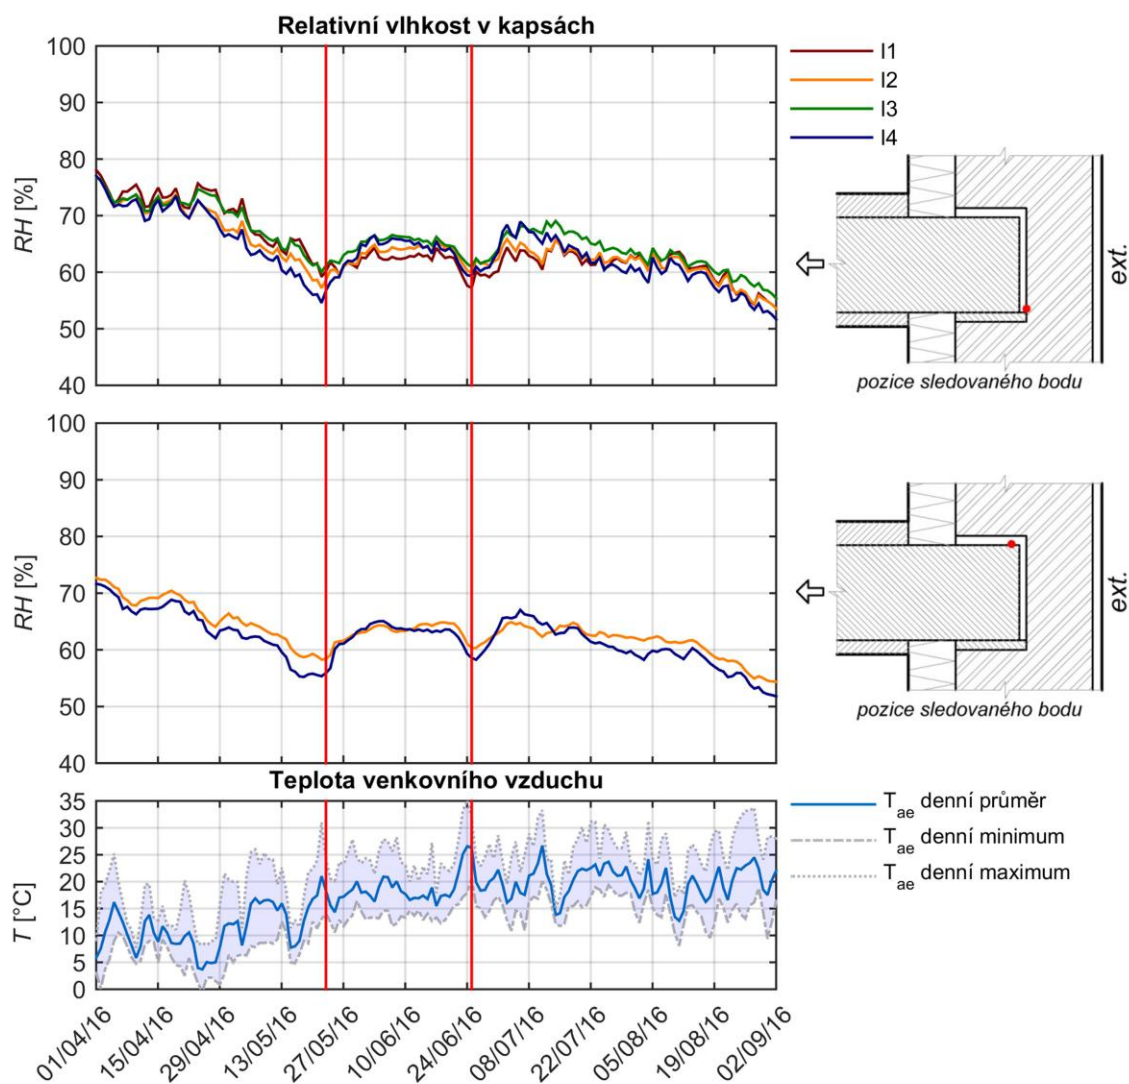 Relativní vlhkost v kapsách
100
90
80
70
60
50
40
RH [%]
I1
I2
I3
I4
ext.
pozice sledovaného bodu
100
90
80
70
60
50
40
RH [%]
ext.
pozice sledovaného bodu
Teplota venkovního vzduchu
35
30
25
20
15
10
5
0
T [°C]
T_ae denní průměr
T_ae denní minimum
T_ae denní maximum
01/04/16
15/04/16
29/04/16
13/05/16
27/05/16
10/06/16
24/06/16
08/07/16
22/07/16
05/08/16
19/08/16
02/09/16